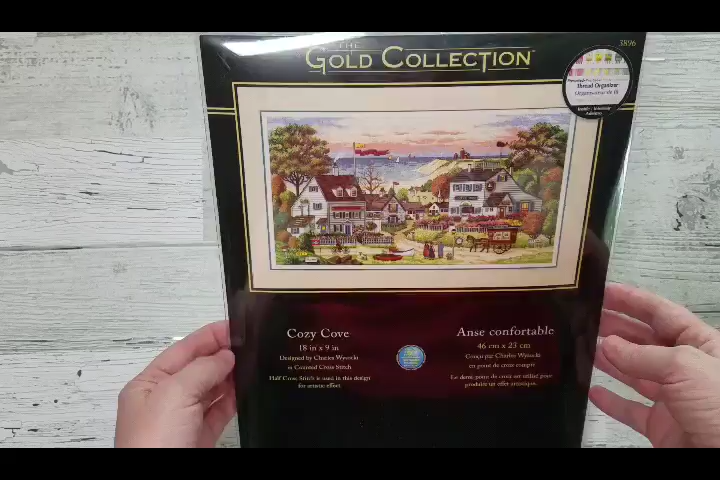 THE
GOLD COLLECTION
3896
Thread Organizer
Cozy Cove
18 in x 9 in
Designed by Charles Wysocki
in Counted Cross Stitch
Half Cross Stitch is used in this design
for artistic effect.
Anse confortable
46 cm x 23 cm
Conçu par Charles Wysocki
en point de croix compté
Le demi-point de croix est utilisé pour
produire un effet artistique.